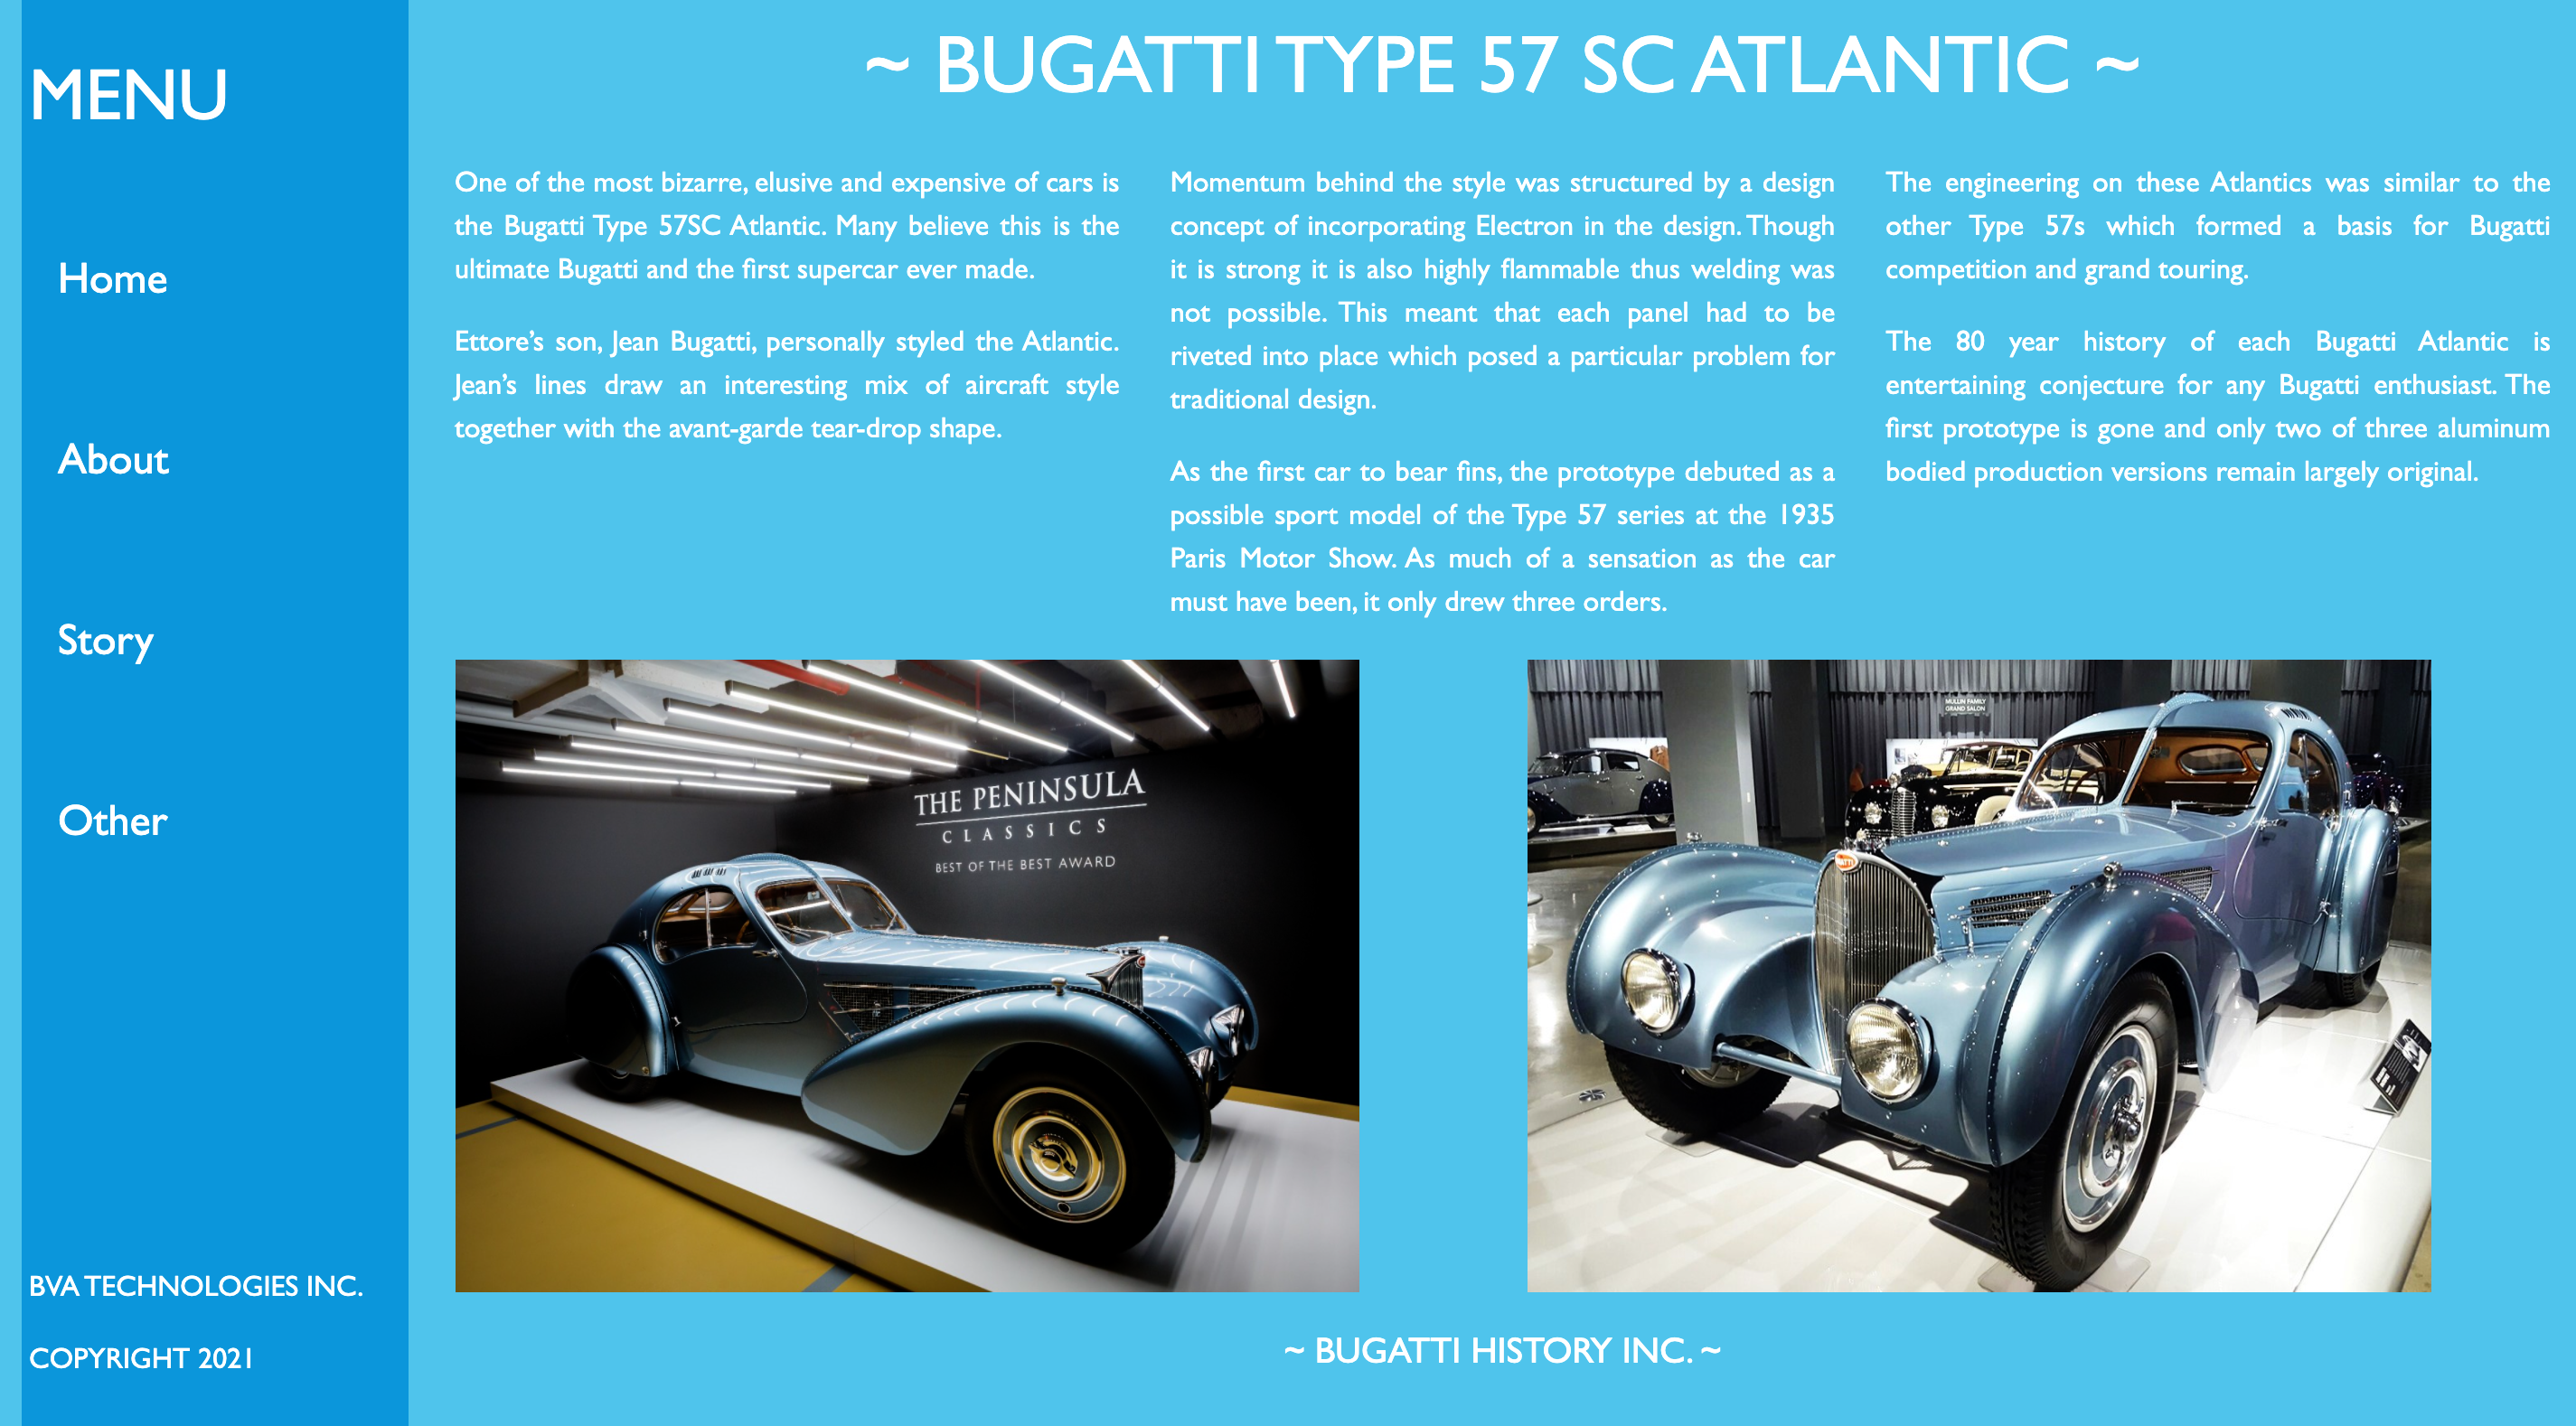 MENU
Home
About
Story
Other
BVA TECHNOLOGIES INC.
COPYRIGHT 2021
~ BUGATTI TYPE 57 SC ATLANTIC ~
One of the most bizarre, elusive and expensive of cars is
the Bugatti Type 57SC Atlantic. Many believe this is the
ultimate Bugatti and the first supercar ever made.
Ettore’s son, Jean Bugatti, personally styled the Atlantic.
Jean’s lines draw an interesting mix of aircraft style
together with the avant-garde tear-drop shape.
Momentum behind the style was structured by a design
concept of incorporating Electron in the design. Though
it is strong it is also highly flammable thus welding was
not possible. This meant that each panel had to be
riveted into place which posed a particular problem for
traditional design.
As the first car to bear fins, the prototype debuted as a
possible sport model of the Type 57 series at the 1935
Paris Motor Show. As much of a sensation as the car
must have been, it only drew three orders.
The engineering on these Atlantics was similar to the
other Type 57s which formed a basis for Bugatti
competition and grand touring.
The 80 year history of each Bugatti Atlantic is
entertaining conjecture for any Bugatti enthusiast. The
first prototype is gone and only two of three aluminum
bodied production versions remain largely original.
THE PENINSULA
CLASSICS
BEST OF THE BEST AWARD
MULLIN FAMILY
GRAND SALON
~ BUGATTI HISTORY INC. ~